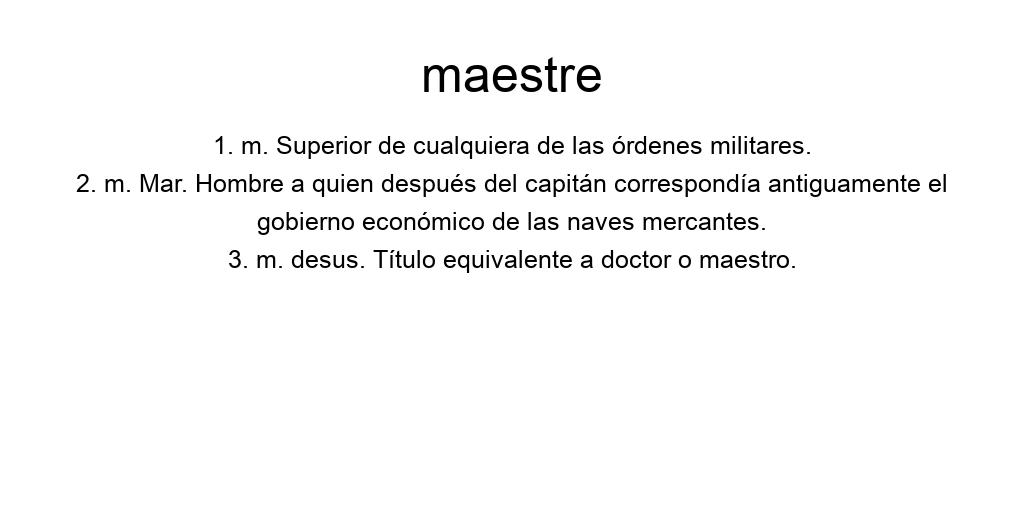 maestre
1. m. Superior de cualquiera de las órdenes militares.
2. m. Mar. Hombre a quien después del capitán correspondía antiguamente el
gobierno económico de las naves mercantes.
3. m. desus. Título equivalente a doctor o maestro.